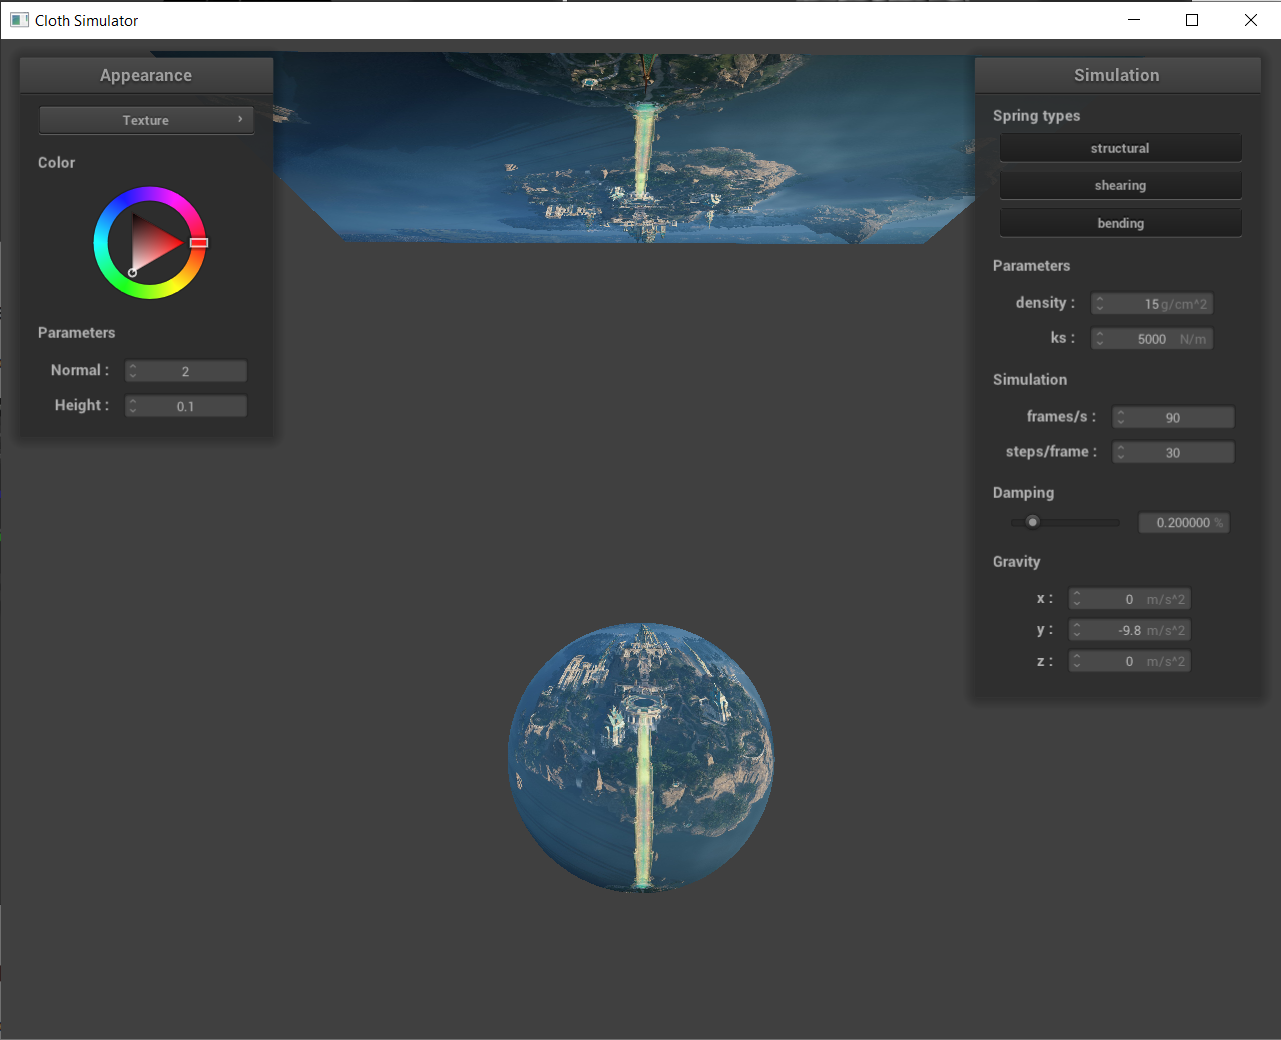 Cloth Simulator
Appearance
Texture
Color
Parameters
Normal : 2
Height : 0.1
Simulation
Spring types
structural
shearing
bending
Parameters
density : 15 g/cm^2
ks : 5000 N/m
Simulation
frames/s : 90
steps/frame : 30
Damping
0.200000 %
Gravity
x : 0 m/s^2
y : -9.8 m/s^2
z : 0 m/s^2